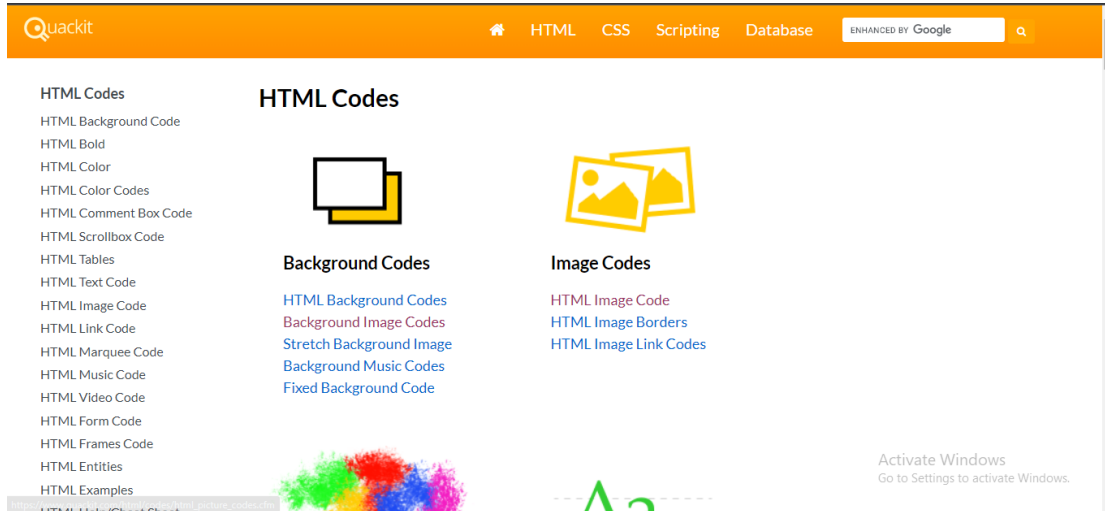 Quackit
HTML CSS Scripting Database
ENHANCED BY Google
HTML Codes
HTML Background Code
HTML Bold
HTML Color
HTML Color Codes
HTML Comment Box Code
HTML Scrollbox Code
HTML Tables
HTML Text Code
HTML Image Code
HTML Link Code
HTML Marquee Code
HTML Music Code
HTML Video Code
HTML Form Code
HTML Frames Code
HTML Entities
HTML Examples
HTML Codes
Background Codes
HTML Background Codes
Background Image Codes
Stretch Background Image
Background Music Codes
Fixed Background Code
Image Codes
HTML Image Code
HTML Image Borders
HTML Image Link Codes
Aa
Activate Windows
Go to Settings to activate Windows.